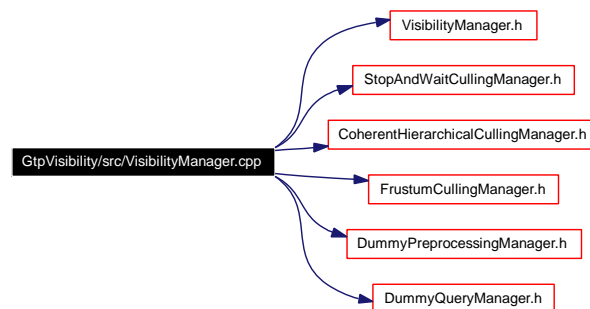 VisibilityManager.h
StopAndWaitCullingManager.h
CoherentHierarchicalCullingManager.h
GtpVisibility/src/VisibilityManager.cpp
FrustumCullingManager.h
DummyPreprocessingManager.h
DummyQueryManager.h